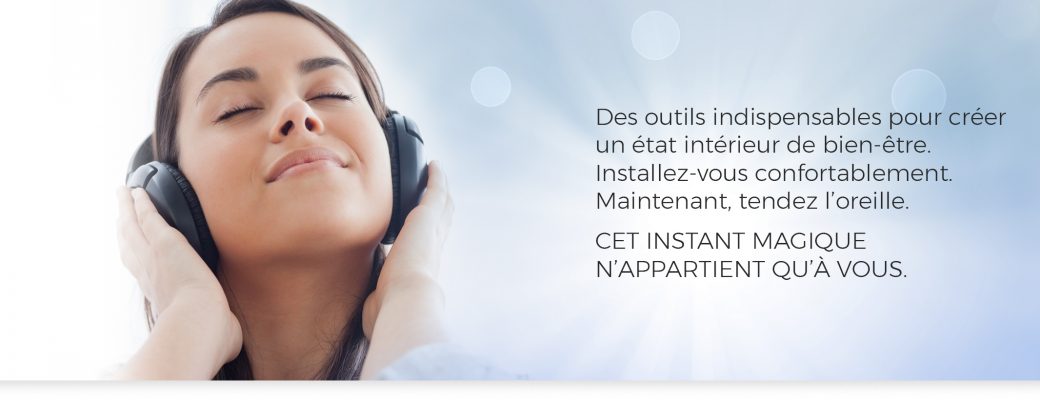 Des outils indispensables pour créer
un état intérieur de bien-être.
Installez-vous confortablement.
Maintenant, tendez l’oreille.
CET INSTANT MAGIQUE
N’APPARTIENT QU’À VOUS.